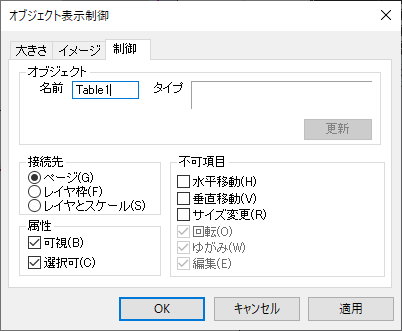 オブジェクト表示制御
大きさ イメージ 制御
オブジェクト
名前 Table1 タイプ
更新
接続先
ページ(G)
レイヤ枠(F)
レイヤとスケール(S)
属性
可視(B)
選択可(C)
不可項目
水平移動(H)
垂直移動(V)
サイズ変更(R)
回転(O)
ゆがみ(W)
編集(E)
OK キャンセル 適用